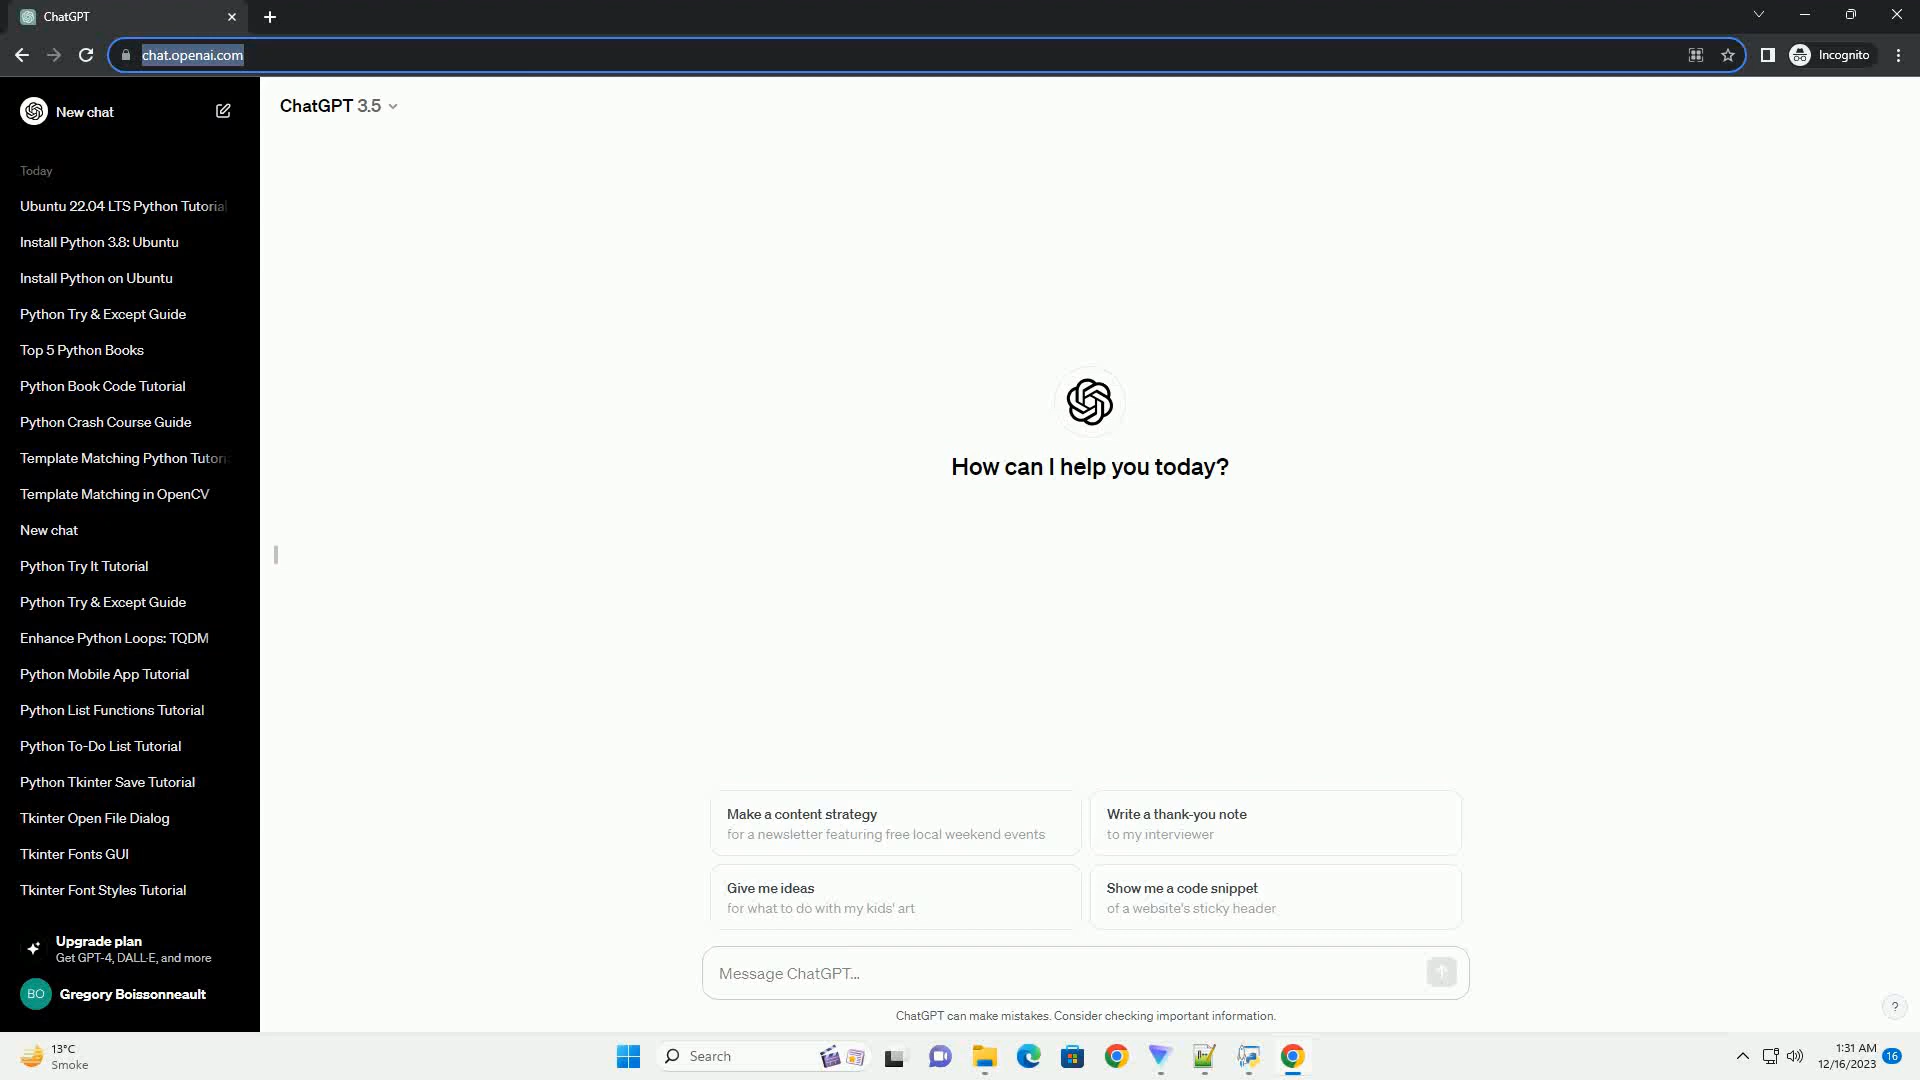 ChatGPT
chat.openai.com
Incognito
New chat
ChatGPT 3.5
Today
Ubuntu 22.04 LTS Python Tutorial
Install Python 3.8: Ubuntu
Install Python on Ubuntu
Python Try & Except Guide
Top 5 Python Books
Python Book Code Tutorial
Python Crash Course Guide
Template Matching Python Tutori
Template Matching in OpenCV
New chat
Python Try It Tutorial
Python Try & Except Guide
Enhance Python Loops: TQDM
Python Mobile App Tutorial
Python List Functions Tutorial
Python To-Do List Tutorial
Python Tkinter Save Tutorial
Tkinter Open File Dialog
Tkinter Fonts GUI
Tkinter Font Styles Tutorial
Upgrade plan
Get GPT-4, DALL·E, and more
BO
Gregory Boissonneault
How can I help you today?
Make a content strategy
for a newsletter featuring free local weekend events
Write a thank-you note
to my interviewer
Give me ideas
for what to do with my kids' art
Show me a code snippet
of a website's sticky header
Message ChatGPT...
ChatGPT can make mistakes. Consider checking important information.
?
13°C
Smoke
Search
1:31 AM
12/16/2023
16